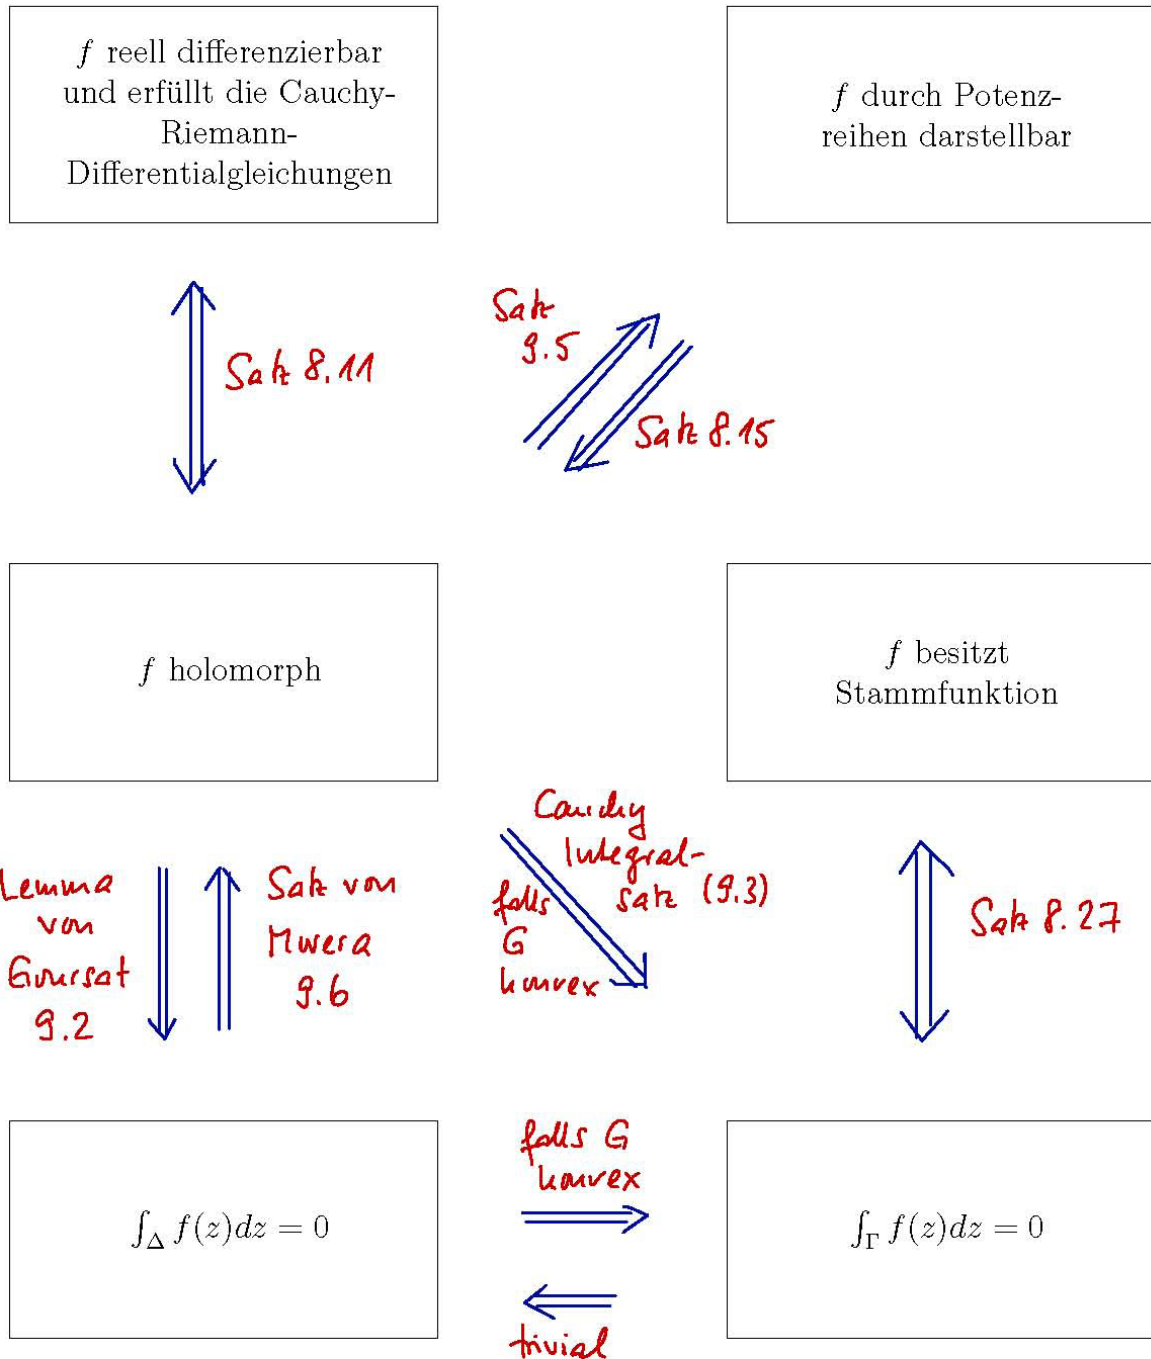 f reell differenzierbar
und erfüllt die Cauchy-
Riemann-
Differentialgleichungen
f durch Potenz-
reihen darstellbar
Satz 8.11
Satz
9.5
Satz 8.15
f holomorph
f besitzt
Stammfunktion
Lemma
von
Goursat
9.2
Satz von
Morera
9.6
Cauchy
Integral-
satz (9.3)
falls
G
konvex
Satz 8.27
∫_Δ f(z)dz = 0
falls G
konvex
trivial
∫_Γ f(z)dz = 0